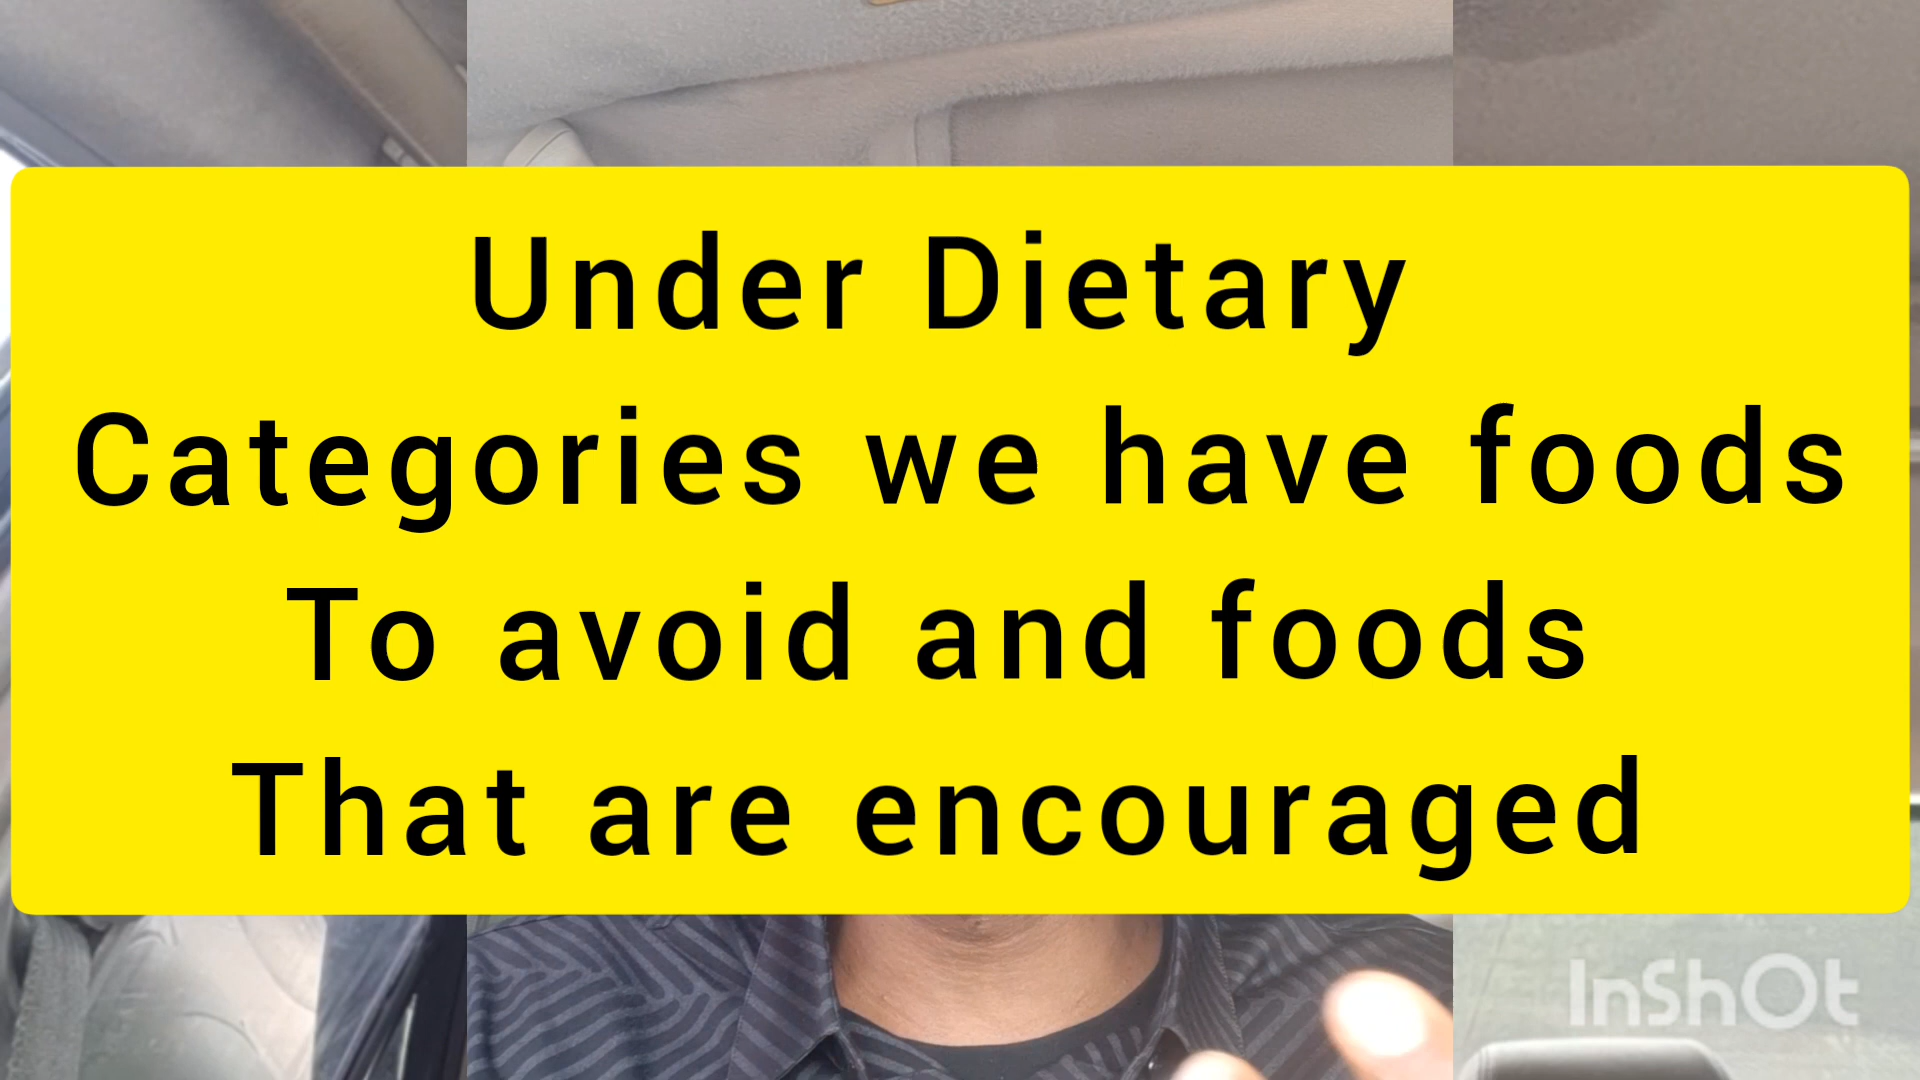 Under Dietary
Categories we have foods
To avoid and foods
That are encouraged
InShOt